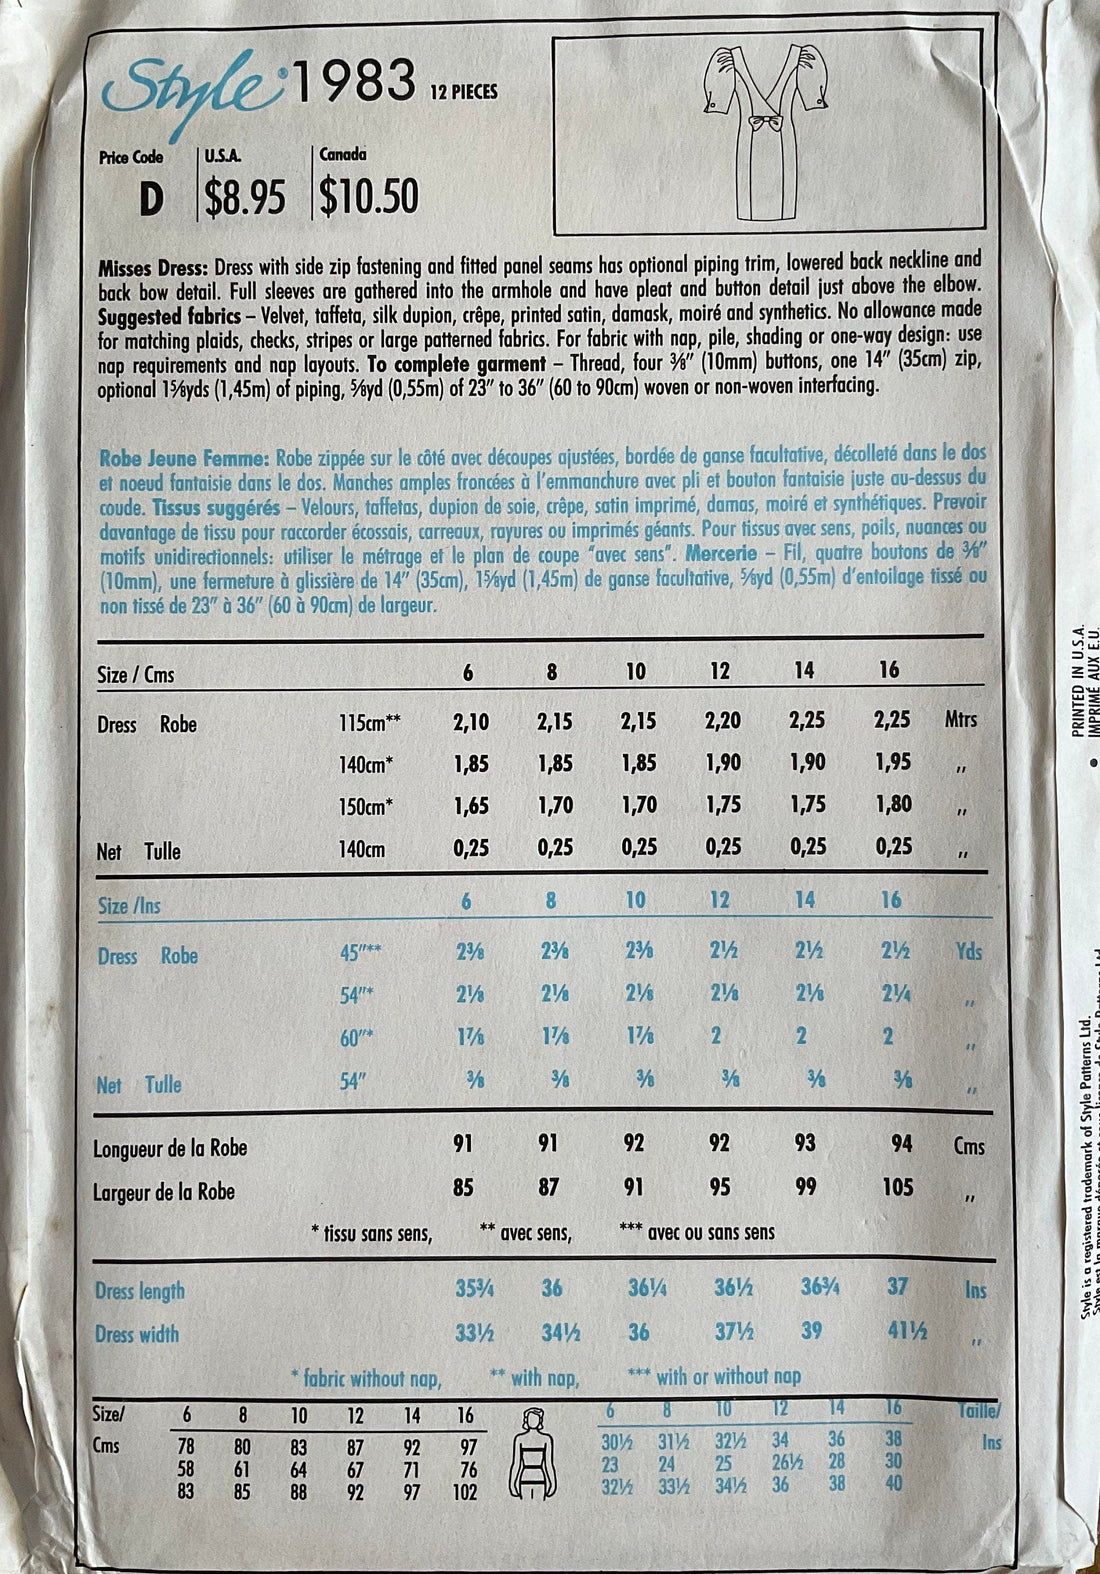 Style® 1983 12 PIECES
Price Code U.S.A. Canada
D $8.95 $10.50
Misses Dress: Dress with side zip fastening and fitted panel seams has optional piping trim, lowered back neckline and
back bow detail. Full sleeves are gathered into the armhole and have pleat and button detail just above the elbow.
Suggested fabrics – Velvet, taffeta, silk dupion, crêpe, printed satin, damask, moiré and synthetics. No allowance made
for matching plaids, checks, stripes or large patterned fabrics. For fabric with nap, pile, shading or one-way design: use
nap requirements and nap layouts. To complete garment – Thread, four ⅜″ (10mm) buttons, one 14″ (35cm) zip,
optional 1⅝yds (1,45m) of piping, ⅝yd (0,55m) of 23″ to 36″ (60 to 90cm) woven or non-woven interfacing.
Robe Jeune Femme: Robe zippée sur le côté avec découpes ajustées, bordée de ganse facultative, décolleté dans le dos
et noeud fantaisie dans le dos. Manches amples froncées à l'emmanchure avec pli et bouton fantaisie juste au-dessus du
coude. Tissus suggérés – Velours, taffetas, dupion de soie, crêpe, satin imprimé, damas, moiré et synthétiques. Prevoir
davantage de tissu pour raccorder écossais, carreaux, rayures ou imprimés géants. Pour tissus avec sens, poils, nuances ou
motifs unidirectionnels: utiliser le métrage et le plan de coupe "avec sens". Mercerie – Fil, quatre boutons de ⅜″
(10mm), une fermeture à glissière de 14″ (35cm), 1⅝yd (1,45m) de ganse facultative, ⅝yd (0,55m) d'entoilage tissé ou
non tissé de 23″ à 36″ (60 à 90cm) de largeur.
Size / Cms 6 8 10 12 14 16
Dress Robe 115cm** 2,10 2,15 2,15 2,20 2,25 2,25 Mtrs
140cm* 1,85 1,85 1,85 1,90 1,90 1,95 ,,
150cm* 1,65 1,70 1,70 1,75 1,75 1,80 ,,
Net Tulle 140cm 0,25 0,25 0,25 0,25 0,25 0,25 ,,
Size /Ins 6 8 10 12 14 16
Dress Robe 45″** 2⅜ 2⅜ 2⅜ 2½ 2½ 2½ Yds
54″* 2⅛ 2⅛ 2⅛ 2⅛ 2⅛ 2¼ ,,
60″* 1⅞ 1⅞ 1⅞ 2 2 2 ,,
Net Tulle 54″ ⅜ ⅜ ⅜ ⅜ ⅜ ⅜ ,,
Longueur de la Robe 91 91 92 92 93 94 Cms
Largeur de la Robe 85 87 91 95 99 105 ,,
* tissu sans sens, ** avec sens, *** avec ou sans sens
Dress length 35¾ 36 36¼ 36½ 36¾ 37 Ins
Dress width 33½ 34½ 36 37½ 39 41½ ,,
* fabric without nap, ** with nap, *** with or without nap
Size/ 6 8 10 12 14 16 6 8 10 12 14 16 Taille/
Cms 78 80 83 87 92 97 30½ 31½ 32½ 34 36 38 Ins
58 61 64 67 71 76 23 24 25 26½ 28 30
83 85 88 92 97 102 32½ 33½ 34½ 36 38 40
PRINTED IN U.S.A.
IMPRIMÉ AUX E.U.
Style is a registered trademark of Style Patterns Ltd.